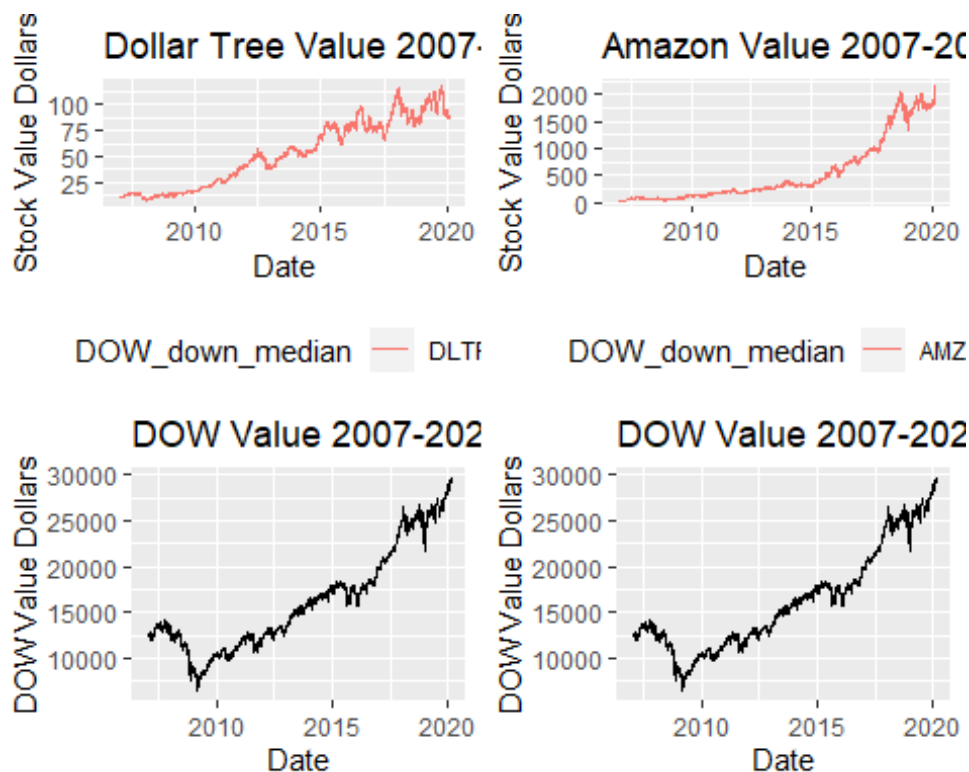 Dollar Tree Value 2007-
Stock Value Dollars
100
75
50
25
2010 2015 2020
Date
DOW_down_median DLTR
Amazon Value 2007-20
Stock Value Dollars
2000
1500
1000
500
0
2010 2015 2020
Date
DOW_down_median AMZ
DOW Value 2007-202
DOW Value Dollars
30000
25000
20000
15000
10000
2010 2015 2020
Date
DOW Value 2007-202
DOW Value Dollars
30000
25000
20000
15000
10000
2010 2015 2020
Date